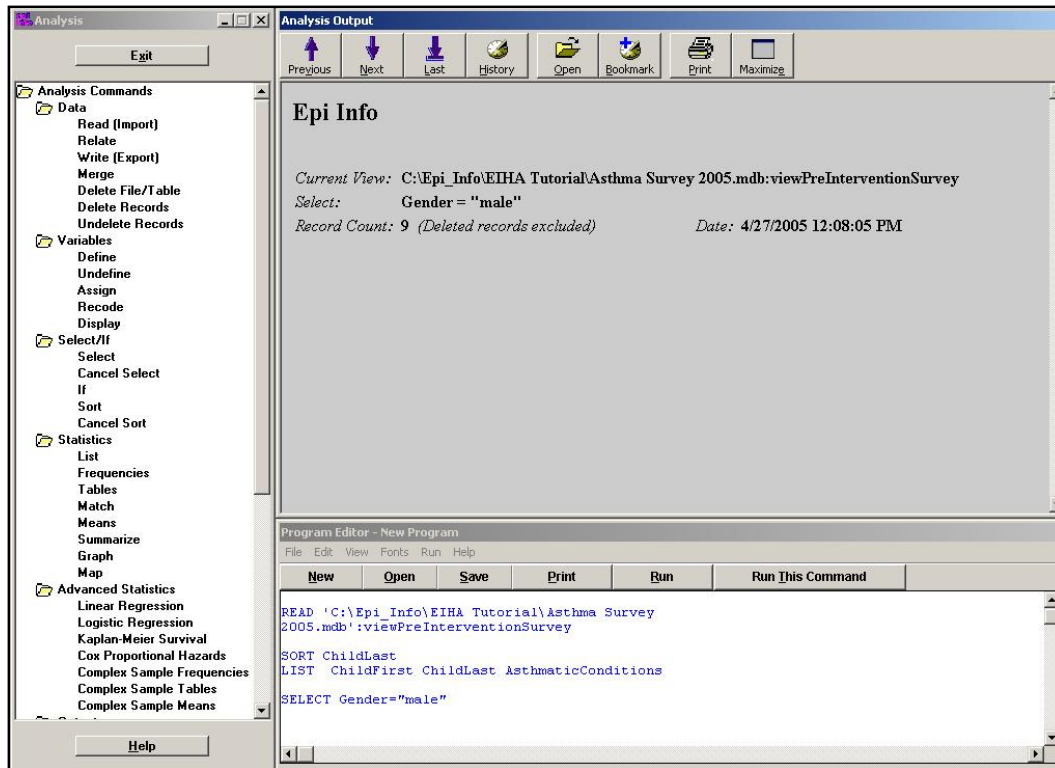 Analysis
Exit
Analysis Commands
Data
Read (Import)
Relate
Write (Export)
Merge
Delete File/Table
Delete Records
Undelete Records
Variables
Define
Undefine
Assign
Recode
Display
Select/If
Select
Cancel Select
If
Sort
Cancel Sort
Statistics
List
Frequencies
Tables
Match
Means
Summarize
Graph
Map
Advanced Statistics
Linear Regression
Logistic Regression
Kaplan-Meier Survival
Cox Proportional Hazards
Complex Sample Frequencies
Complex Sample Tables
Complex Sample Means
Help
Analysis Output
Previous Next Last History Open Bookmark Print Maximize
Epi Info
Current View: C:\Epi_Info\EIHA Tutorial\Asthma Survey 2005.mdb:viewPreInterventionSurvey
Select: Gender = "male"
Record Count: 9 (Deleted records excluded) Date: 4/27/2005 12:08:05 PM
Program Editor - New Program
File Edit View Fonts Run Help
New Open Save Print Run Run This Command
READ 'C:\Epi_Info\EIHA Tutorial\Asthma Survey
2005.mdb':viewPreInterventionSurvey
SORT ChildLast
LIST ChildFirst ChildLast AsthmaticConditions
SELECT Gender="male"